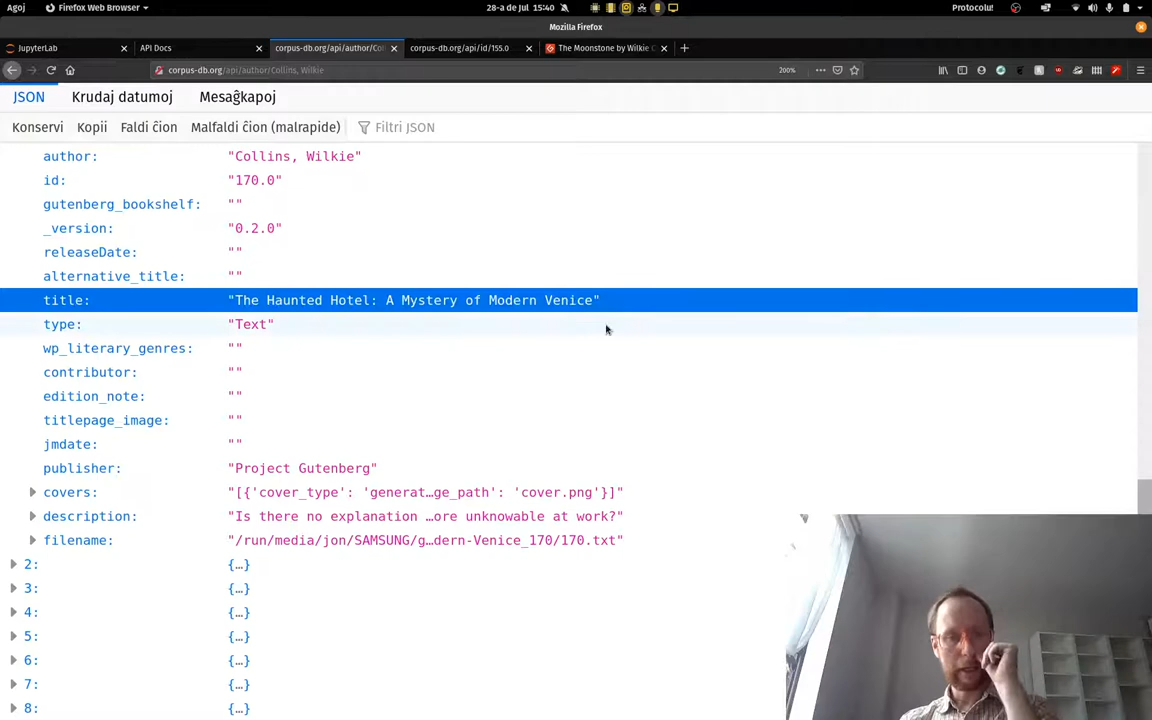 Agoj Firefox Web Browser 28-a de Jul 15:40 Protocolu!
Mozilla Firefox
JupyterLab API Docs corpus-db.org/api/author/Col corpus-db.org/api/id/155.0 The Moonstone by Wilkie C
corpus-db.org/api/author/Collins, Wilkie 200%
JSON Krudaj datumoj Mesaĝkapoj
Konservi Kopii Faldi ĉion Malfaldi ĉion (malrapide) Filtri JSON
author: "Collins, Wilkie"
id: "170.0"
gutenberg_bookshelf: ""
_version: "0.2.0"
releaseDate: ""
alternative_title: ""
title: "The Haunted Hotel: A Mystery of Modern Venice"
type: "Text"
wp_literary_genres: ""
contributor: ""
edition_note: ""
titlepage_image: ""
jmdate: ""
publisher: "Project Gutenberg"
covers: "[{'cover_type': 'generat…ge_path': 'cover.png'}]"
description: "Is there no explanation …ore unknowable at work?"
filename: "/run/media/jon/SAMSUNG/g…dern-Venice_170/170.txt"
2: {…}
3: {…}
4: {…}
5: {…}
6: {…}
7: {…}
8: {…}